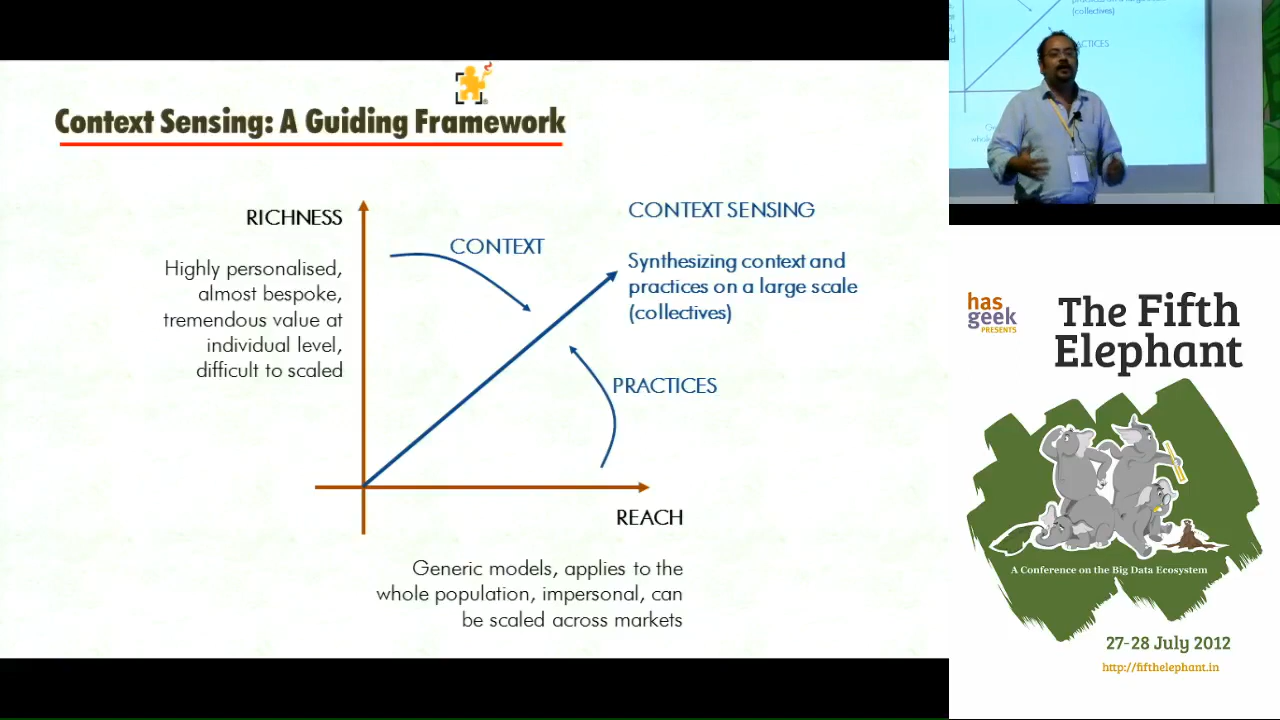 Context Sensing: A Guiding Framework
RICHNESS
Highly personalised,
almost bespoke,
tremendous value at
individual level,
difficult to scaled
CONTEXT
CONTEXT SENSING
Synthesizing context and
practices on a large scale
(collectives)
PRACTICES
REACH
Generic models, applies to the
whole population, impersonal, can
be scaled across markets
(collectives)
has
geek
PRESENTS
The Fifth
Elephant
A Conference on the Big Data Ecosystem
27-28 July 2012
http://fifthelephant.in